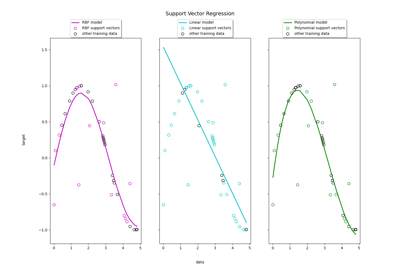 Support Vector Regression
RBF model
RBF support vectors
other training data
Linear model
Linear support vectors
other training data
Polynomial model
Polynomial support vectors
other training data
target
1.5
1.0
0.5
0.0
−0.5
−1.0
0 1 2 3 4 5
0 1 2 3 4 5
0 1 2 3 4 5
data